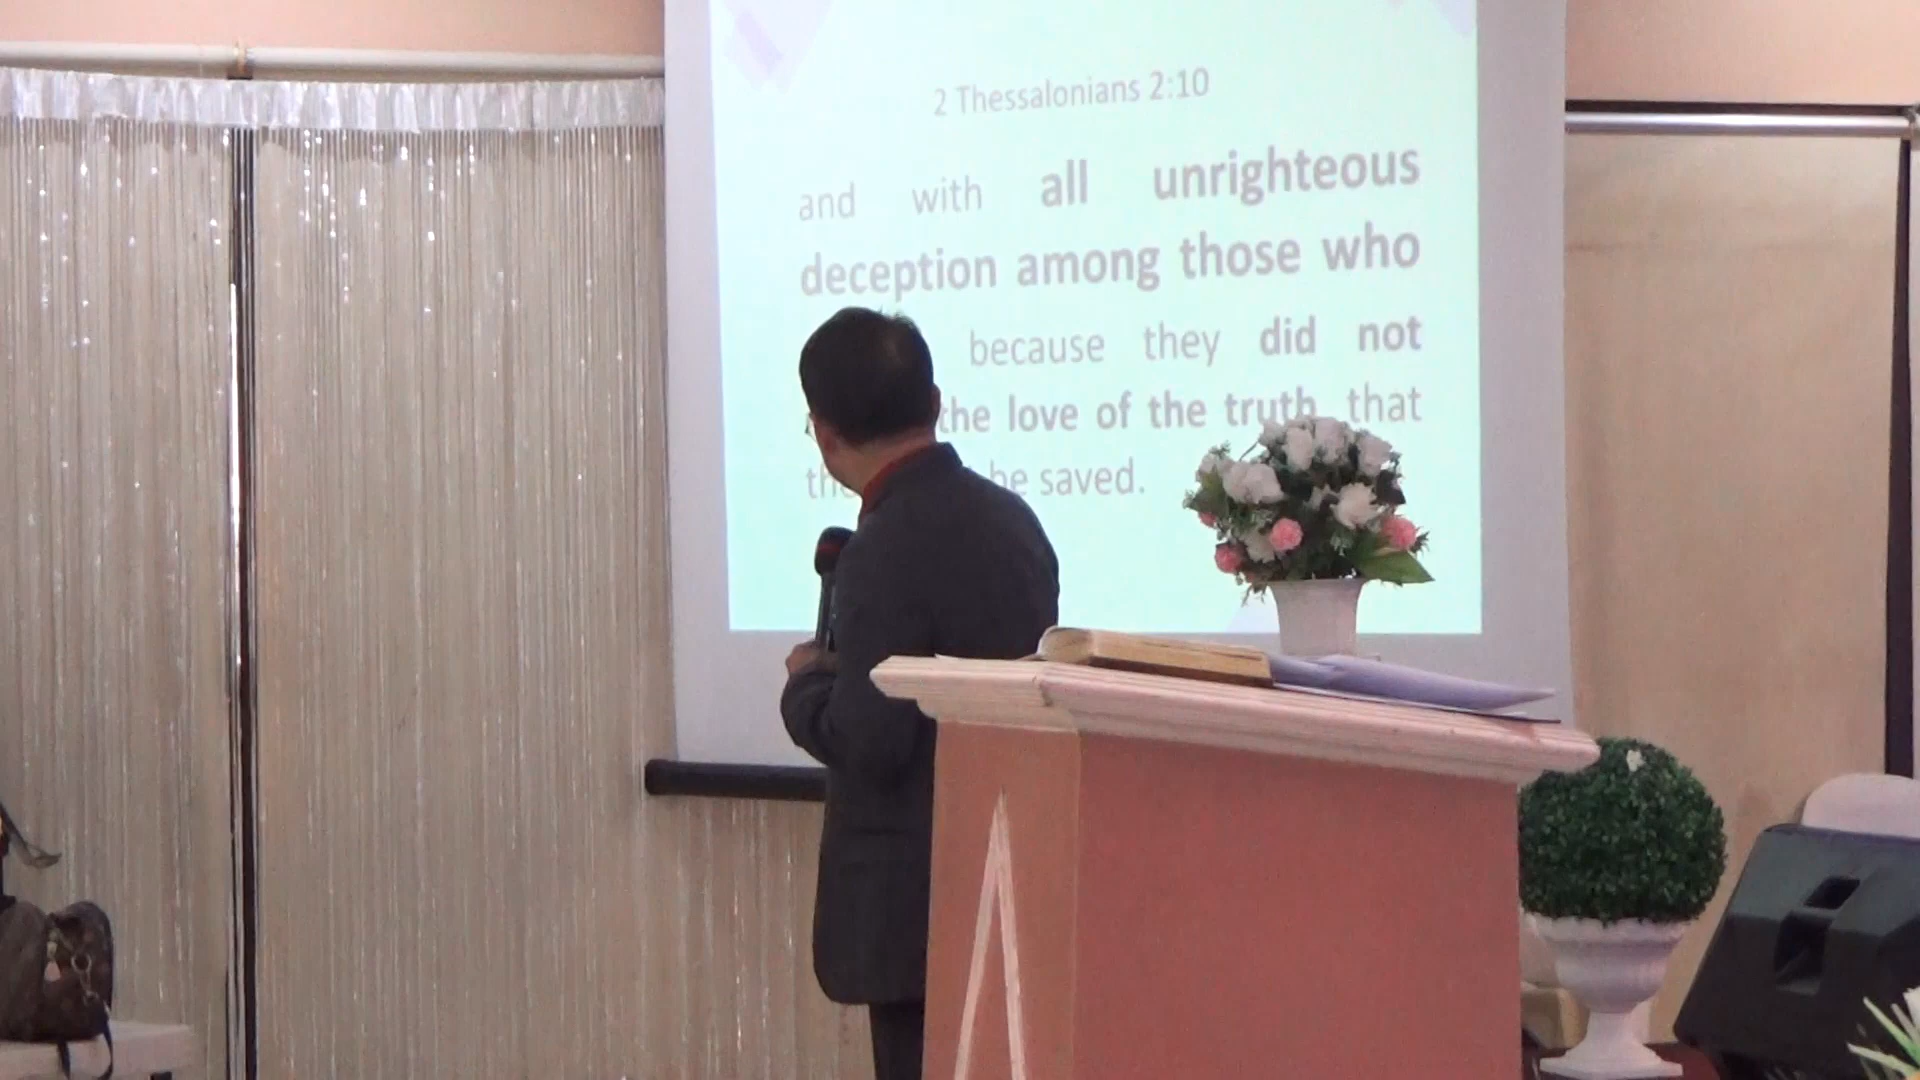 2 Thessalonians 2:10
and with all unrighteous
deception among those who
because they did not
the love of the truth that
be saved.